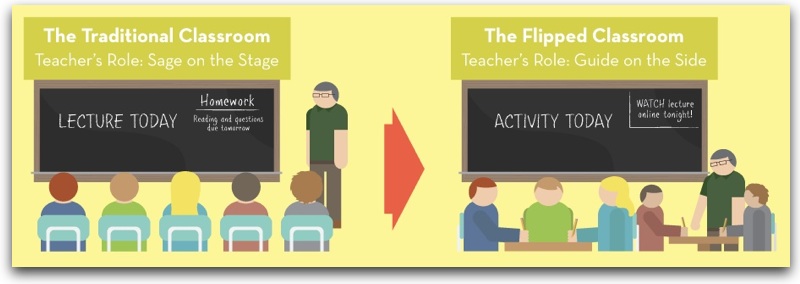 The Traditional Classroom
Teacher's Role: Sage on the Stage
LECTURE TODAY
Homework
Reading and questions
due tomorrow
The Flipped Classroom
Teacher's Role: Guide on the Side
ACTIVITY TODAY
WATCH lecture
online tonight!